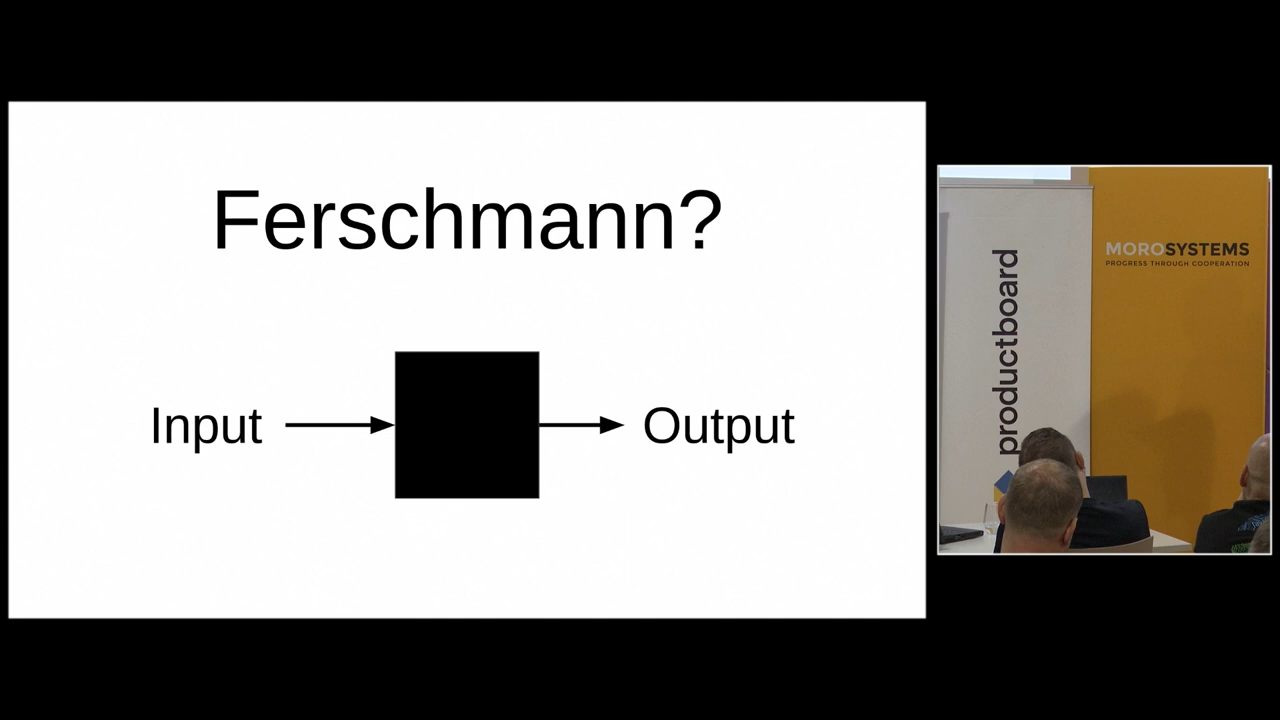 Ferschmann?
Input
Output
productboard
MOROSYSTEMS
PROGRESS THROUGH COOPERATION